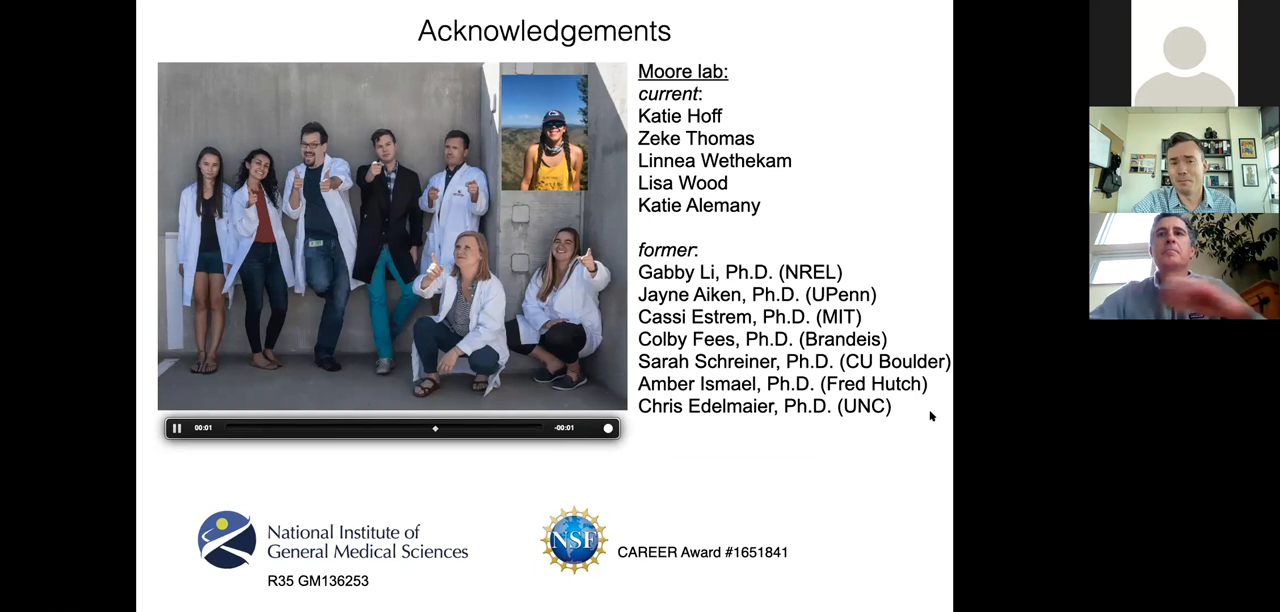 Acknowledgements
Moore lab:
current:
Katie Hoff
Zeke Thomas
Linnea Wethekam
Lisa Wood
Katie Alemany
former:
Gabby Li, Ph.D. (NREL)
Jayne Aiken, Ph.D. (UPenn)
Cassi Estrem, Ph.D. (MIT)
Colby Fees, Ph.D. (Brandeis)
Sarah Schreiner, Ph.D. (CU Boulder)
Amber Ismael, Ph.D. (Fred Hutch)
Chris Edelmaier, Ph.D. (UNC)
00:01
-00:01
National Institute of
General Medical Sciences
R35 GM136253
NSF
CAREER Award #1651841